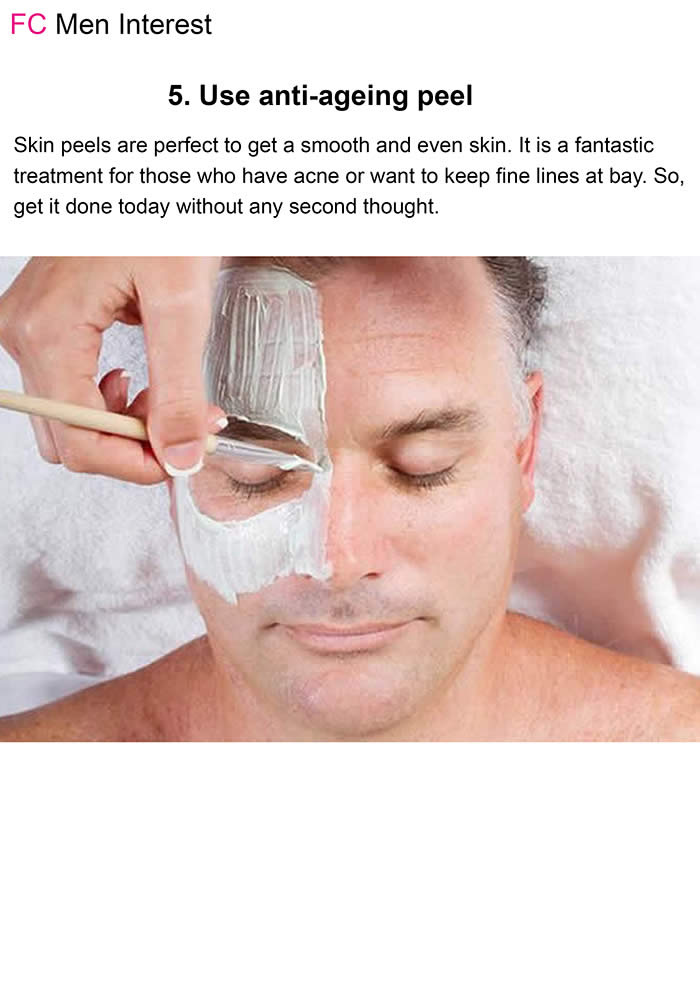 FC Men Interest
5. Use anti-ageing peel
Skin peels are perfect to get a smooth and even skin. It is a fantastic
treatment for those who have acne or want to keep fine lines at bay. So,
get it done today without any second thought.